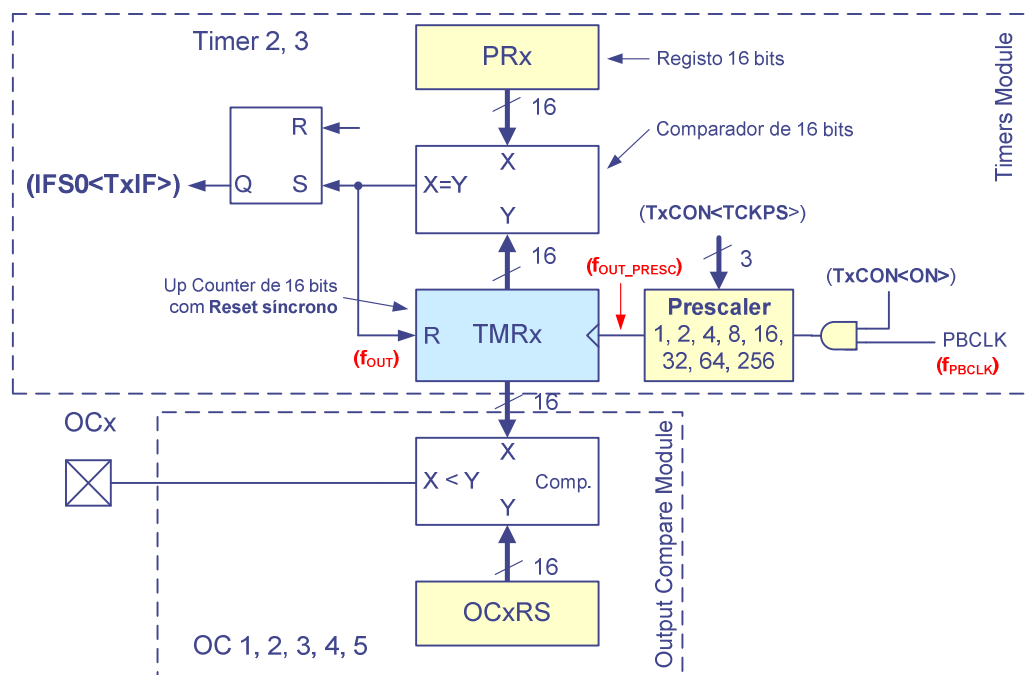 Timer 2, 3
PRx
Registo 16 bits
Timers Module
16
R
Comparador de 16 bits
X
(IFS0<TxIF>)
Q
S
X=Y
Y
(TxCON<TCKPS>)
16
3
(fOUT_PRESC)
(TxCON<ON>)
Up Counter de 16 bits
com Reset síncrono
Prescaler
1, 2, 4, 8, 16,
32, 64, 256
R
TMRx
PBCLK
(fOUT)
(fPBCLK)
16
OCx
X
X < Y
Comp.
Y
16
OCxRS
Output Compare Module
OC 1, 2, 3, 4, 5